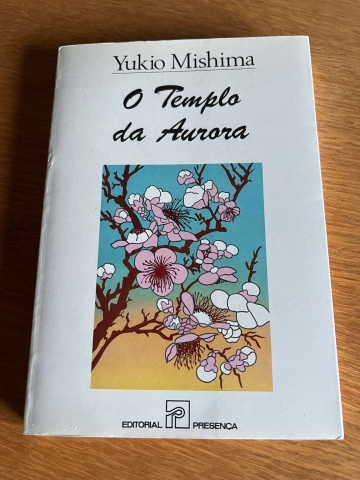 Yukio Mishima
O Templo
da Aurora
EDITORIAL PRESENÇA